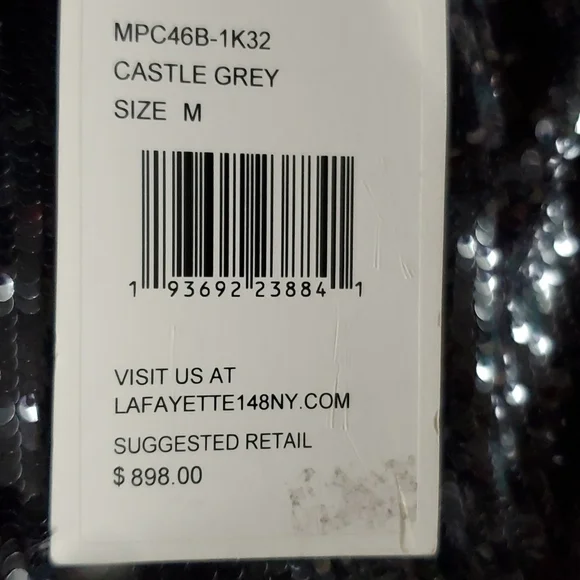 MPC46B-1K32
CASTLE GREY
SIZE M
1 93692 23884 1
VISIT US AT
LAFAYETTE148NY.COM
SUGGESTED RETAIL
$ 898.00